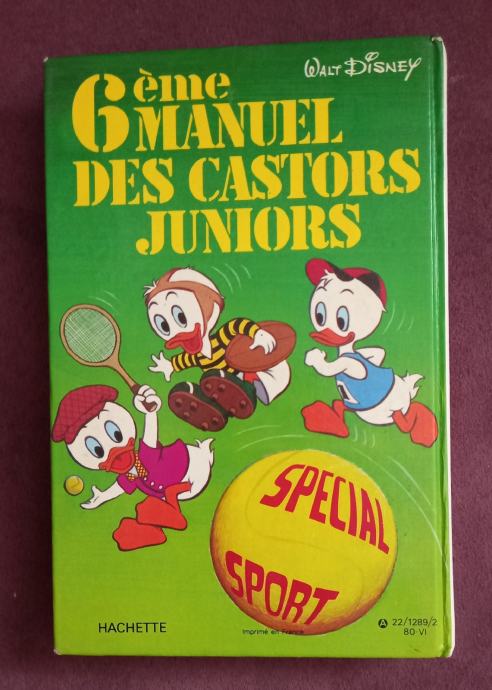 WALT DISNEY
6ème
MANUEL
DES CASTORS
JUNIORS
SPECIAL
SPORT
HACHETTE
Imprimé en France
A 22/1289/2
80·VI